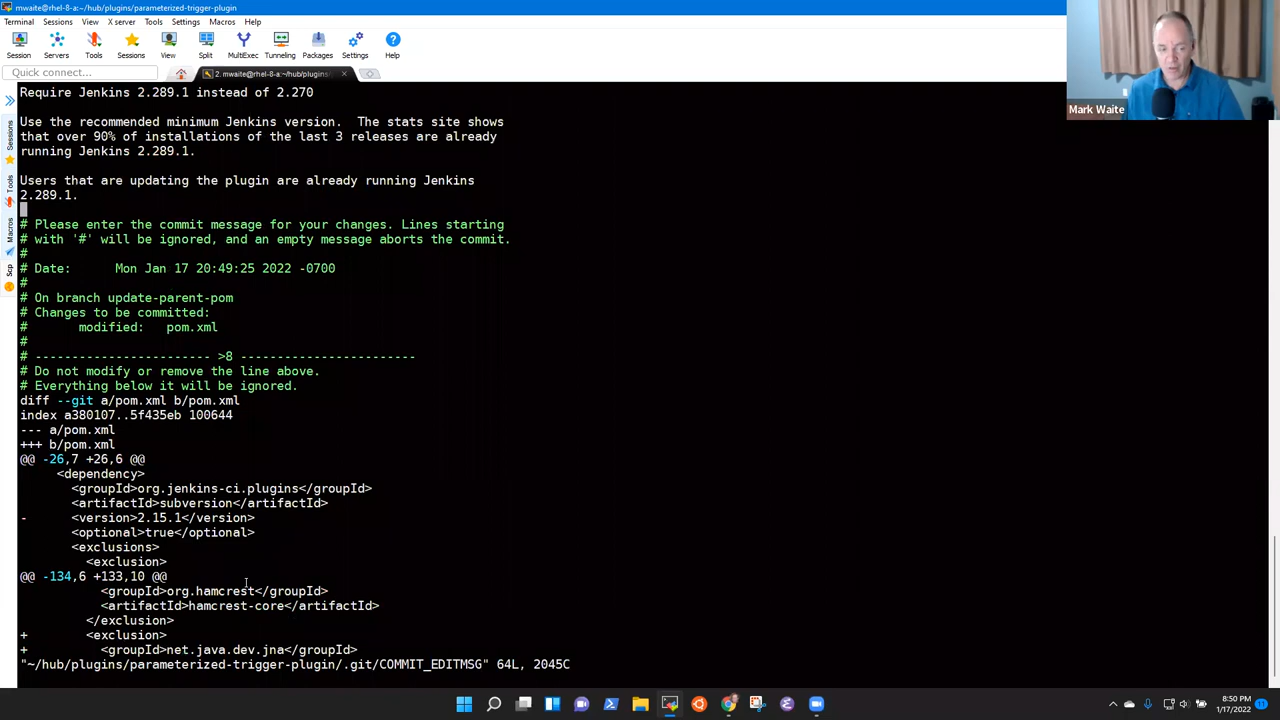 mwaite@rhel-8-a:~/hub/plugins/parameterized-trigger-plugin
Terminal Sessions View X server Tools Settings Macros Help
Session Servers Tools Sessions View Split MultiExec Tunneling Packages Settings Help
Quick connect...
2. mwaite@rhel-8-a:~/hub/plugins
Mark Waite
Sessions
Tools
Macros
Scp
Require Jenkins 2.289.1 instead of 2.270
Use the recommended minimum Jenkins version.  The stats site shows
that over 90% of installations of the last 3 releases are already
running Jenkins 2.289.1.
Users that are updating the plugin are already running Jenkins
2.289.1.
# Please enter the commit message for your changes. Lines starting
# with '#' will be ignored, and an empty message aborts the commit.
#
# Date:      Mon Jan 17 20:49:25 2022 -0700
#
# On branch update-parent-pom
# Changes to be committed:
#       modified:   pom.xml
#
# ------------------------ >8 ------------------------
# Do not modify or remove the line above.
# Everything below it will be ignored.
diff --git a/pom.xml b/pom.xml
index a380107..5f435eb 100644
--- a/pom.xml
+++ b/pom.xml
@@ -26,7 +26,6 @@
<dependency>
<groupId>org.jenkins-ci.plugins</groupId>
<artifactId>subversion</artifactId>
-      <version>2.15.1</version>
<optional>true</optional>
<exclusions>
<exclusion>
@@ -134,6 +133,10 @@
<groupId>org.hamcrest</groupId>
<artifactId>hamcrest-core</artifactId>
</exclusion>
+        <exclusion>
+          <groupId>net.java.dev.jna</groupId>
"~/hub/plugins/parameterized-trigger-plugin/.git/COMMIT_EDITMSG" 64L, 2045C
8:50 PM
1/17/2022